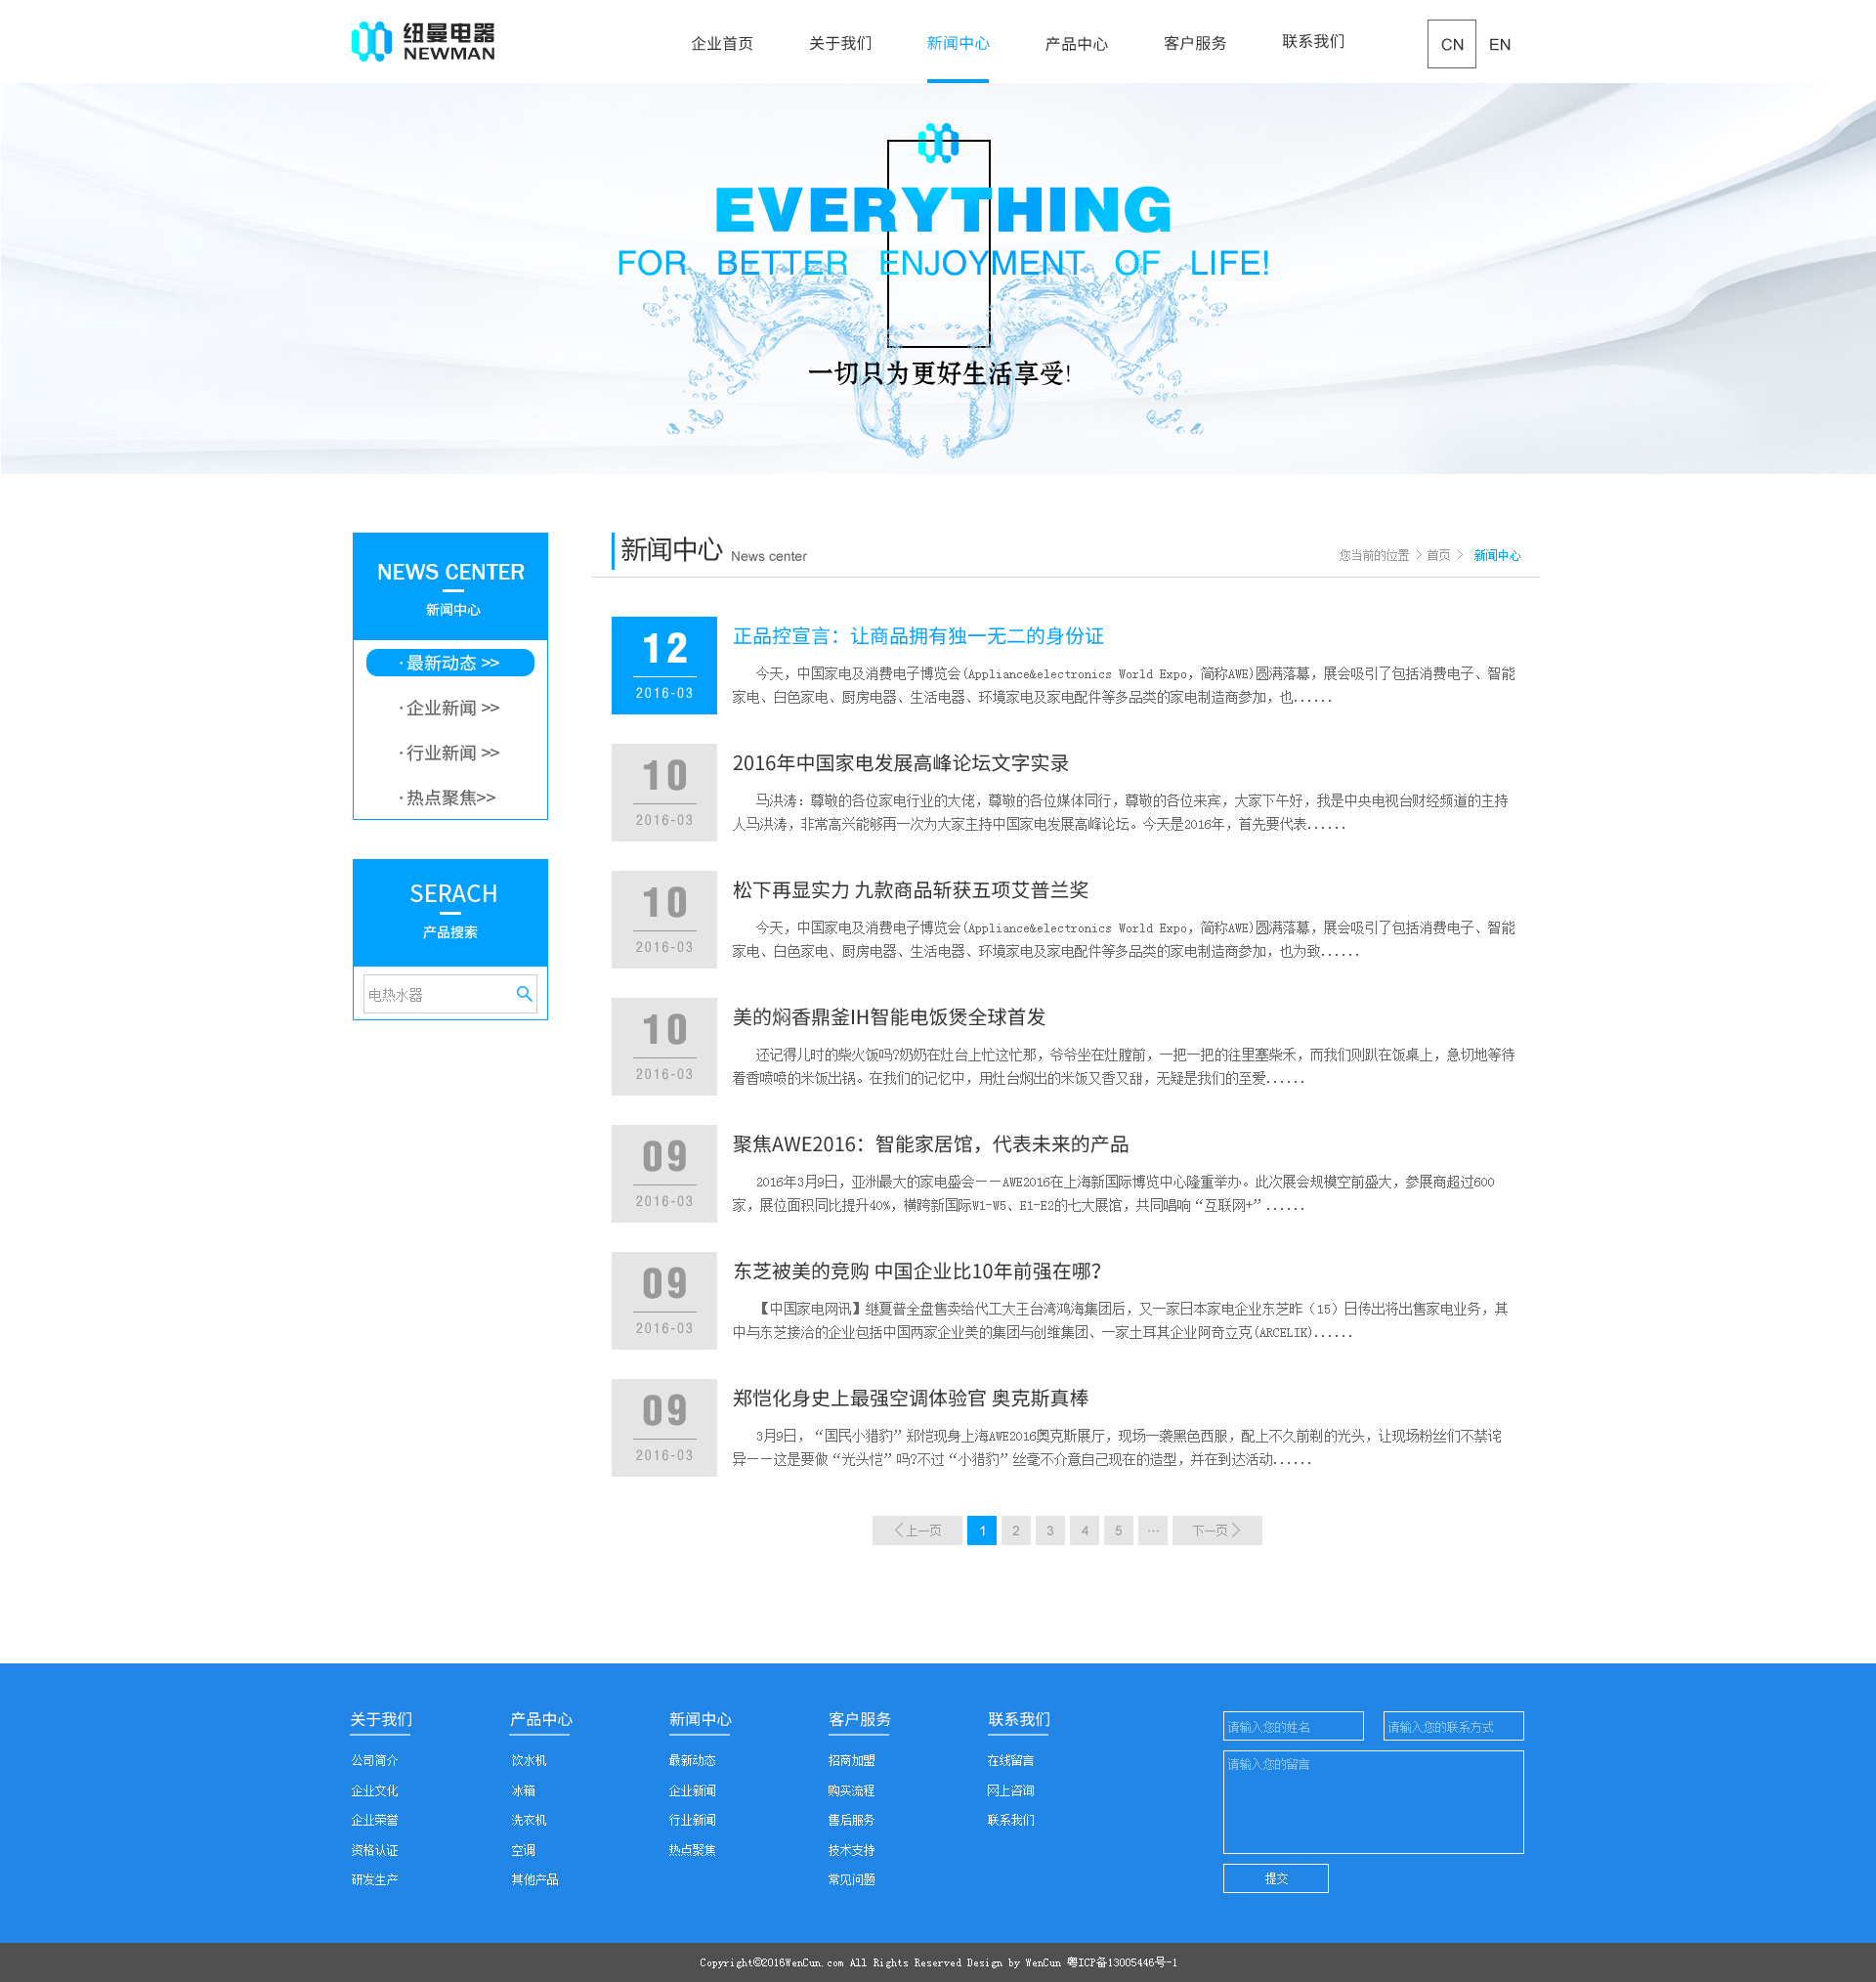 纽曼电器
NEWMAN
企业首页 关于我们 新闻中心 产品中心 客户服务 联系我们 CN EN
EVERYTHING
FOR BETTER ENJOYMENT OF LIFE!
一切只为更好生活享受!
NEWS CENTER
新闻中心
·最新动态 >>
·企业新闻 >>
·行业新闻 >>
·热点聚焦>>
SERACH
产品搜索
电热水器
新闻中心 News center
您当前的位置 > 首页 > 新闻中心
12
2016-03
正品控宣言：让商品拥有独一无二的身份证
今天，中国家电及消费电子博览会(Appliance&electronics World Expo，简称AWE)圆满落幕，展会吸引了包括消费电子、智能
家电、白色家电、厨房电器、生活电器、环境家电及家电配件等多品类的家电制造商参加，也......
10
2016-03
2016年中国家电发展高峰论坛文字实录
马洪涛：尊敬的各位家电行业的大佬，尊敬的各位媒体同行，尊敬的各位来宾，大家下午好，我是中央电视台财经频道的主持
人马洪涛，非常高兴能够再一次为大家主持中国家电发展高峰论坛。今天是2016年，首先要代表......
10
2016-03
松下再显实力 九款商品斩获五项艾普兰奖
今天，中国家电及消费电子博览会(Appliance&electronics World Expo，简称AWE)圆满落幕，展会吸引了包括消费电子、智能
家电、白色家电、厨房电器、生活电器、环境家电及家电配件等多品类的家电制造商参加，也为致......
10
2016-03
美的焖香鼎釜IH智能电饭煲全球首发
还记得儿时的柴火饭吗?奶奶在灶台上忙这忙那，爷爷坐在灶膛前，一把一把的往里塞柴禾，而我们则趴在饭桌上，急切地等待
着香喷喷的米饭出锅。在我们的记忆中，用灶台焖出的米饭又香又甜，无疑是我们的至爱......
09
2016-03
聚焦AWE2016：智能家居馆，代表未来的产品
2016年3月9日，亚洲最大的家电盛会——AWE2016在上海新国际博览中心隆重举办。此次展会规模空前盛大，参展商超过600
家，展位面积同比提升40%，横跨新国际W1-W5、E1-E2的七大展馆，共同唱响“互联网+”......
09
2016-03
东芝被美的竞购 中国企业比10年前强在哪？
【中国家电网讯】继夏普全盘售卖给代工大王台湾鸿海集团后，又一家日本家电企业东芝昨（15）日传出将出售家电业务，其
中与东芝接洽的企业包括中国两家企业美的集团与创维集团、一家土耳其企业阿奇立克(ARCELIK)......
09
2016-03
郑恺化身史上最强空调体验官 奥克斯真棒
3月9日，“国民小猎豹”郑恺现身上海AWE2016奥克斯展厅，现场一袭黑色西服，配上不久前剃的光头，让现场粉丝们不禁诧
异——这是要做“光头恺”吗?不过“小猎豹”丝毫不介意自己现在的造型，并在到达活动......
<上一页 1 2 3 4 5 ··· 下一页>
关于我们 产品中心 新闻中心 客户服务 联系我们
公司简介 饮水机 最新动态 招商加盟 在线留言
企业文化 冰箱 企业新闻 购买流程 网上咨询
企业荣誉 洗衣机 行业新闻 售后服务 联系我们
资格认证 空调 热点聚焦 技术支持
研发生产 其他产品 常见问题
请输入您的姓名 请输入您的联系方式
请输入您的留言
提交
Copyright©2016WenCun.com All Rights Reserved Design by WenCun 粤ICP备13005446号-1